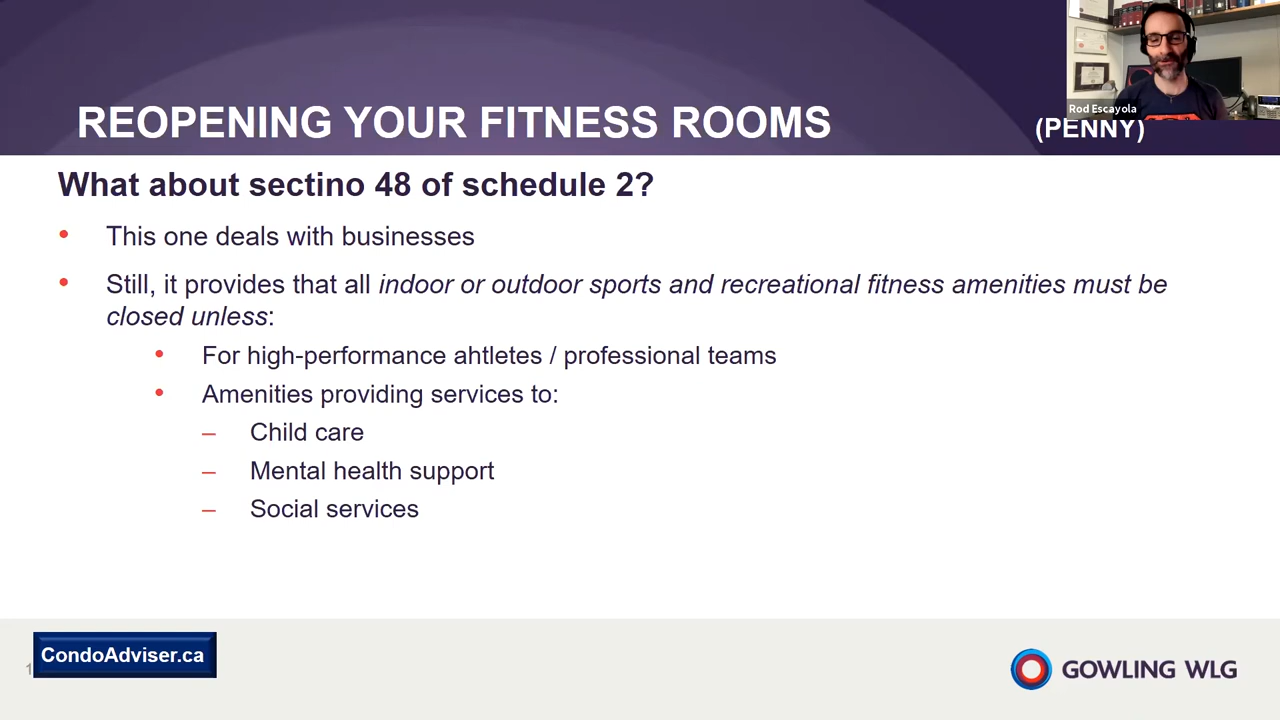 Rod Escayola
REOPENING YOUR FITNESS ROOMS
(PENNY)
What about sectino 48 of schedule 2?
• This one deals with businesses
• Still, it provides that all indoor or outdoor sports and recreational fitness amenities must be
closed unless:
• For high-performance ahtletes / professional teams
• Amenities providing services to:
– Child care
– Mental health support
– Social services
CondoAdviser.ca
GOWLING WLG